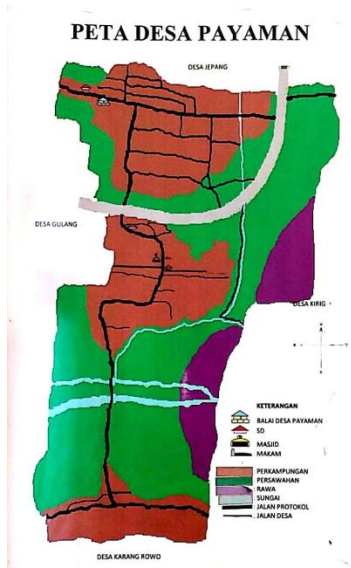 PETA DESA PAYAMAN
DESA JEPANG
DESA GULANG
DESA KIRIG
KETERANGAN
BALAI DESA PAYAMAN
SD
MASJID
MAKAM
PERKAMPUNGAN
PERSAWAHAN
RAWA
SUNGAI
JALAN PROTOKOL
JALAN DESA
DESA KARANG ROWO